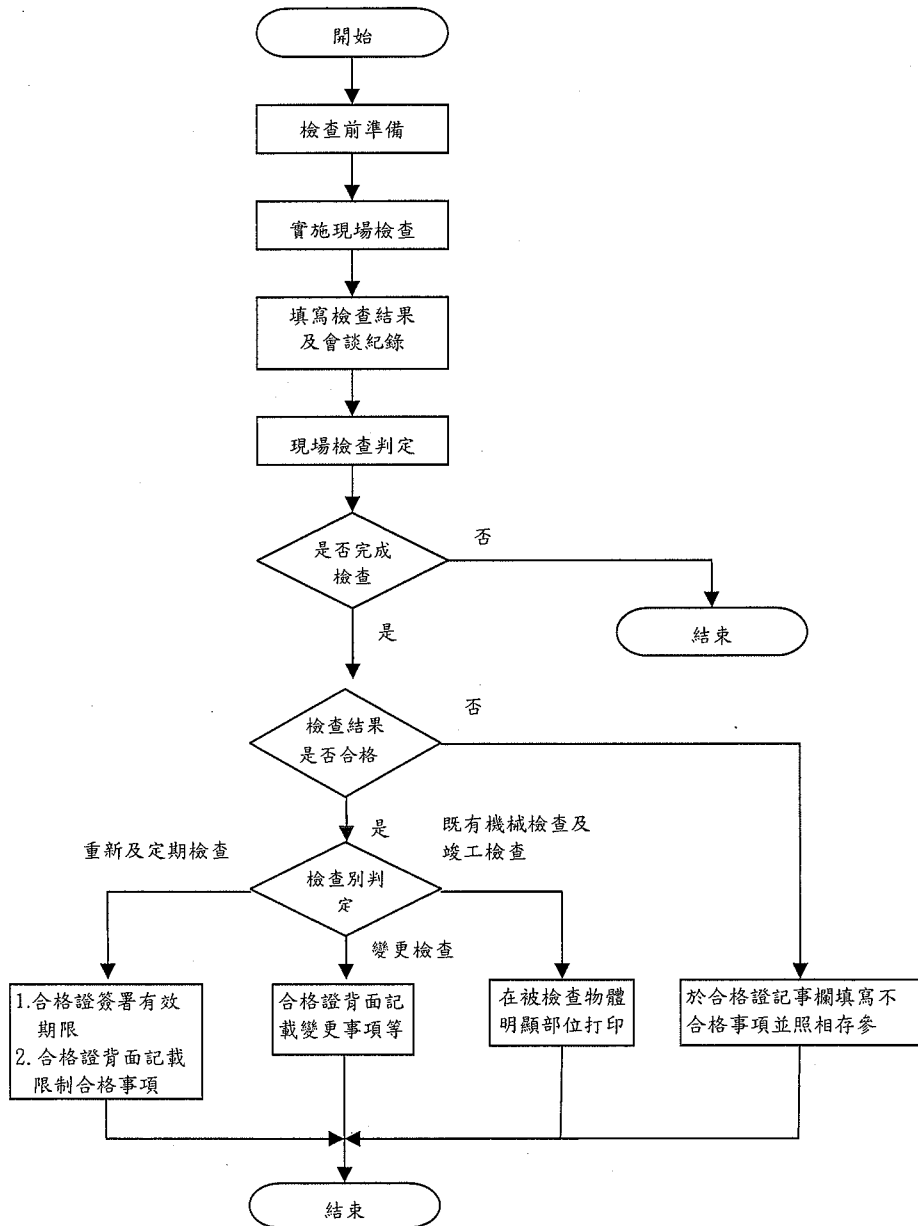 開始
檢查前準備
實施現場檢查
填寫檢查結果
及會談紀錄
現場檢查判定
是否完成
檢查
否
結束
是
檢查結果
是否合格
否
是
既有機械檢查及
竣工檢查
重新及定期檢查
檢查別判
定
變更檢查
1.合格證簽署有效
期限
2.合格證背面記載
限制合格事項
合格證背面記
載變更事項等
在被檢查物體
明顯部位打印
於合格證記事欄填寫不
合格事項並照相存參
結束